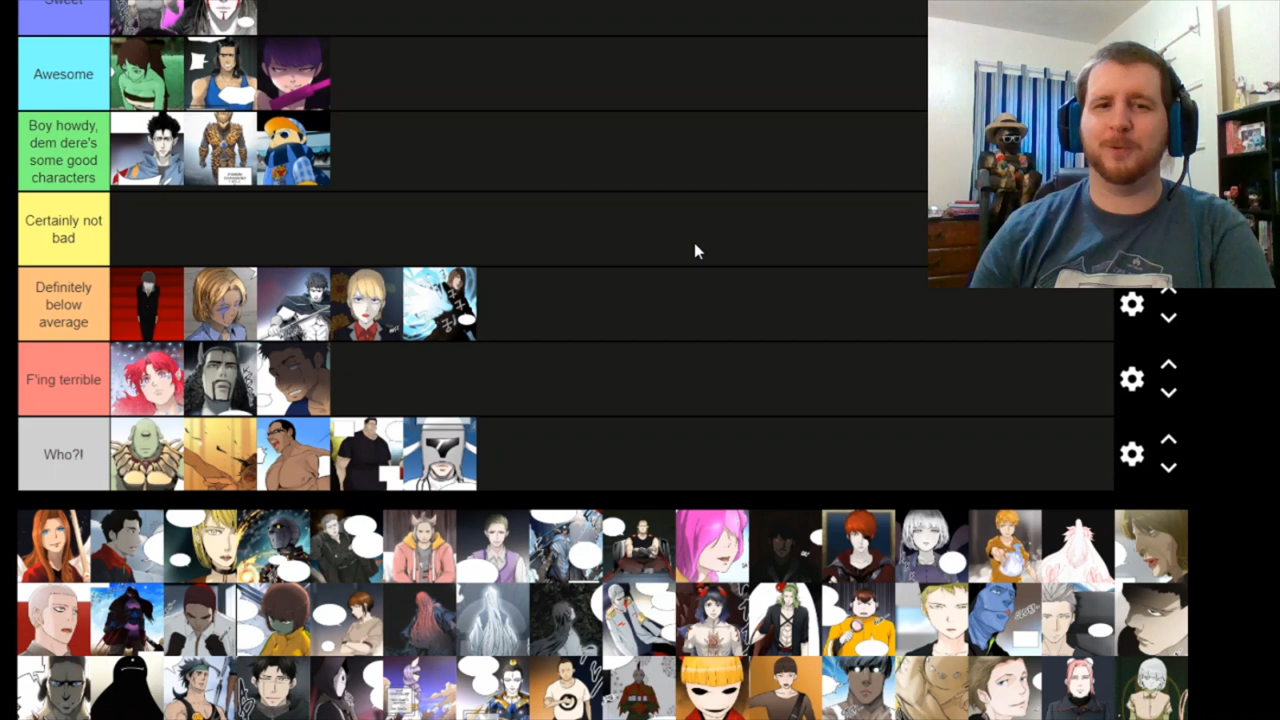 Sweet
Awesome
Boy howdy,
dem dere's
some good
characters
Certainly not
bad
Definitely
below
average
F'ing terrible
Who?!